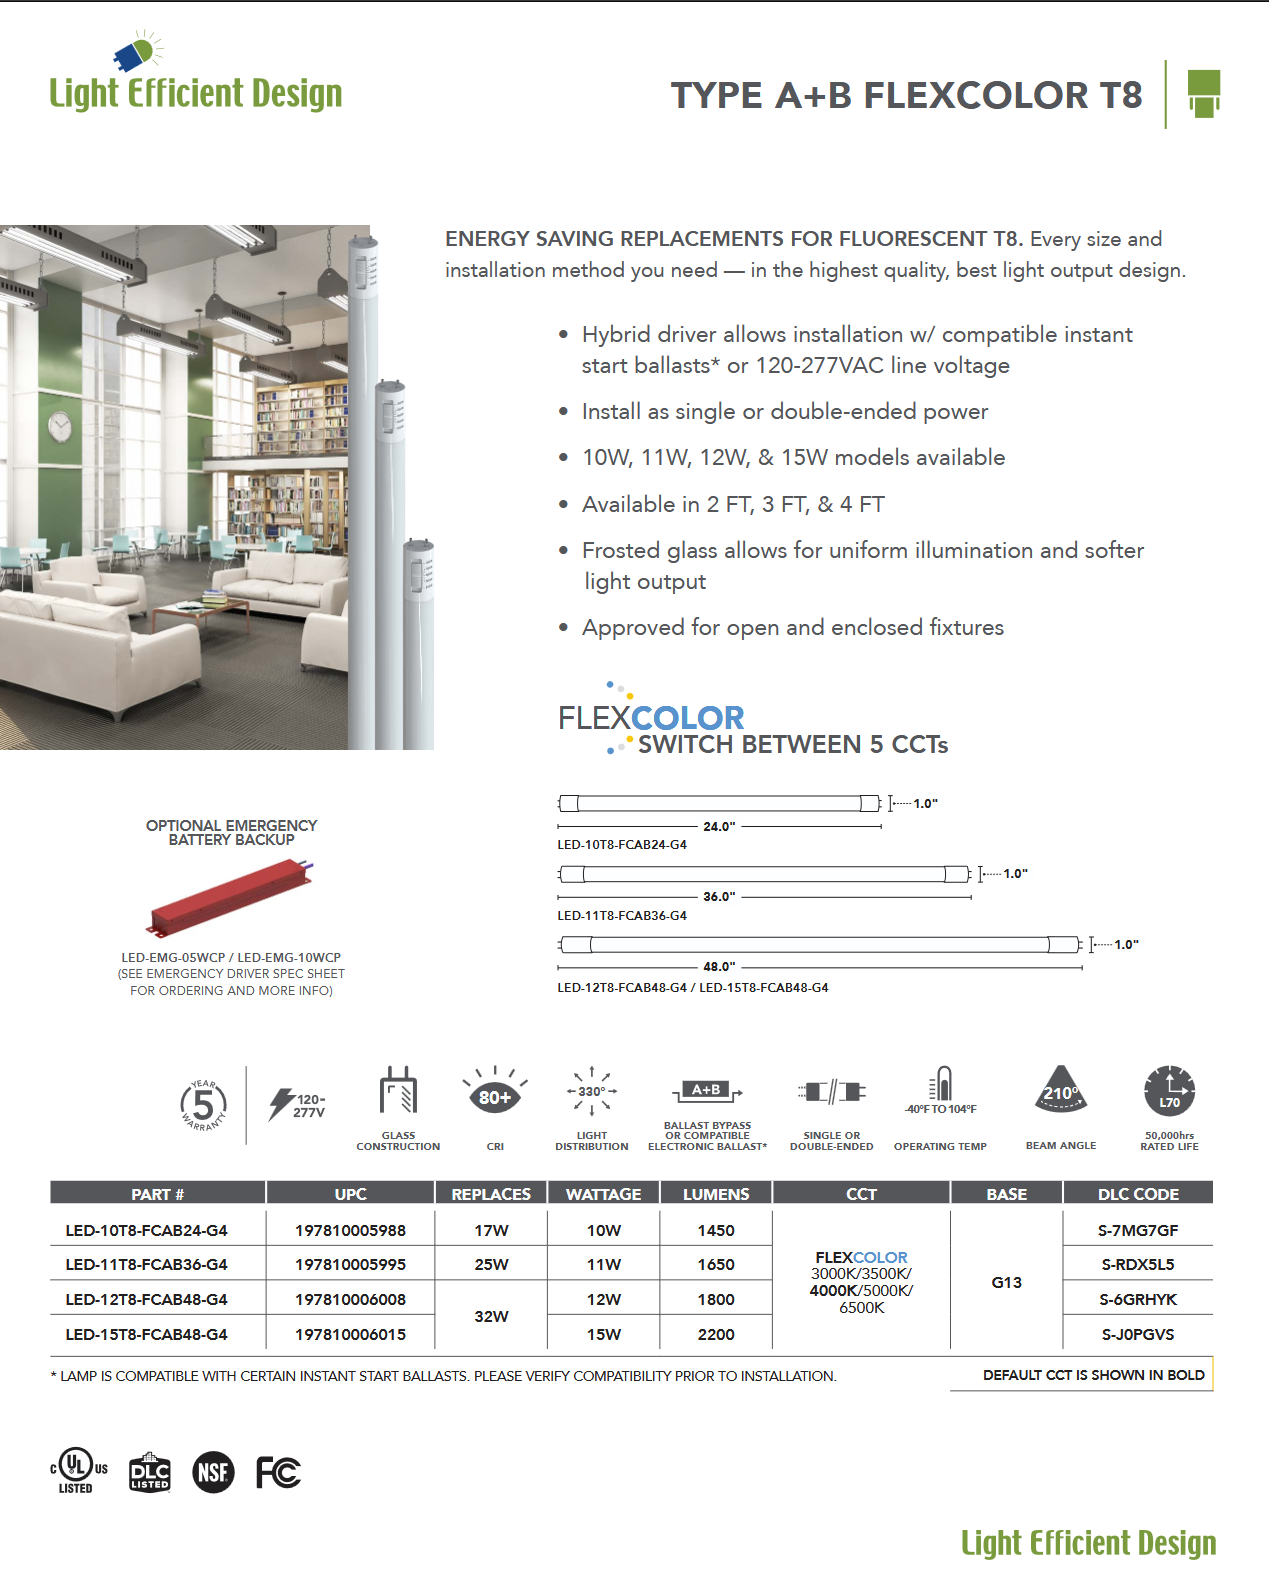 Light Efficient Design
TYPE A+B FLEXCOLOR T8
ENERGY SAVING REPLACEMENTS FOR FLUORESCENT T8. Every size and
installation method you need — in the highest quality, best light output design.
• Hybrid driver allows installation w/ compatible instant
start ballasts* or 120-277VAC line voltage
• Install as single or double-ended power
• 10W, 11W, 12W, & 15W models available
• Available in 2 FT, 3 FT, & 4 FT
• Frosted glass allows for uniform illumination and softer
light output
• Approved for open and enclosed fixtures
FLEXCOLOR
SWITCH BETWEEN 5 CCTs
OPTIONAL EMERGENCY
BATTERY BACKUP
LED-EMG-05WCP / LED-EMG-10WCP
(SEE EMERGENCY DRIVER SPEC SHEET
FOR ORDERING AND MORE INFO)
1.0"
24.0"
LED-10T8-FCAB24-G4
1.0"
36.0"
LED-11T8-FCAB36-G4
1.0"
48.0"
LED-12T8-FCAB48-G4 / LED-15T8-FCAB48-G4
5 YEAR WARRANTY
120-
277V
GLASS
CONSTRUCTION
80+
CRI
330º
LIGHT
DISTRIBUTION
A+B
BALLAST BYPASS
OR COMPATIBLE
ELECTRONIC BALLAST*
SINGLE OR
DOUBLE-ENDED
-40ºF TO 104ºF
OPERATING TEMP
210º
BEAM ANGLE
L70
50,000hrs
RATED LIFE
PART # UPC REPLACES WATTAGE LUMENS CCT BASE DLC CODE
LED-10T8-FCAB24-G4 197810005988 17W 10W 1450 S-7MG7GF
LED-11T8-FCAB36-G4 197810005995 25W 11W 1650 S-RDX5L5
LED-12T8-FCAB48-G4 197810006008 32W 12W 1800 S-6GRHYK
LED-15T8-FCAB48-G4 197810006015 15W 2200 S-J0PGVS
FLEXCOLOR
3000K/3500K/
4000K/5000K/
6500K
G13
* LAMP IS COMPATIBLE WITH CERTAIN INSTANT START BALLASTS. PLEASE VERIFY COMPATIBILITY PRIOR TO INSTALLATION.
DEFAULT CCT IS SHOWN IN BOLD
C UL US
LISTED
DLC
LISTED
NSF
FC
Light Efficient Design